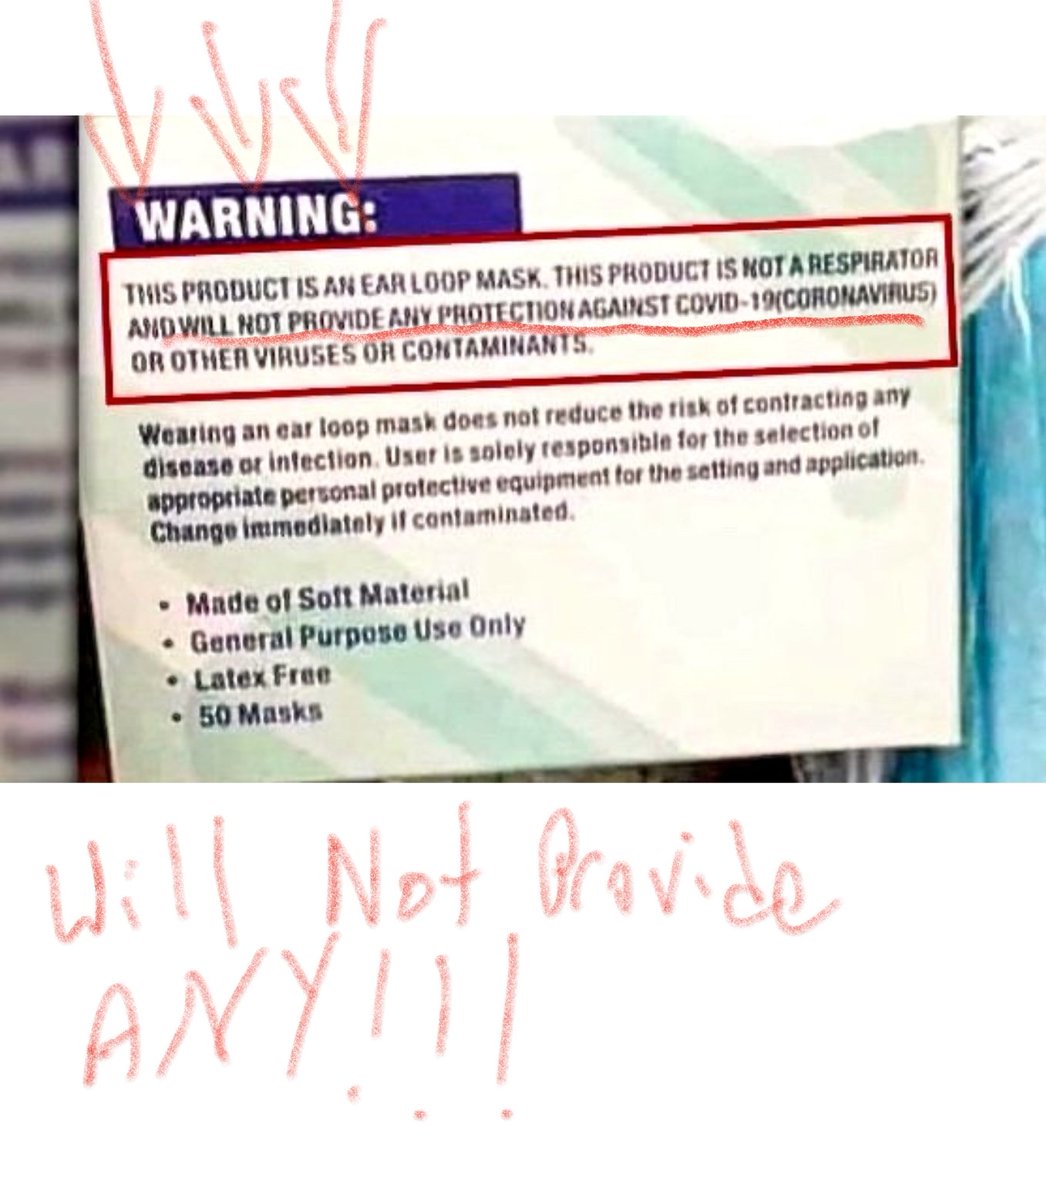 WARNING:
THIS PRODUCT IS AN EAR LOOP MASK. THIS PRODUCT IS NOT A RESPIRATOR
AND WILL NOT PROVIDE ANY PROTECTION AGAINST COVID-19(CORONAVIRUS)
OR OTHER VIRUSES OR CONTAMINANTS.
Wearing an ear loop mask does not reduce the risk of contracting any
disease or infection. User is solely responsible for the selection of
appropriate personal protective equipment for the setting and application.
Change immediately if contaminated.
• Made of Soft Material
• General Purpose Use Only
• Latex Free
• 50 Masks
Will Not Provide
ANY!!!